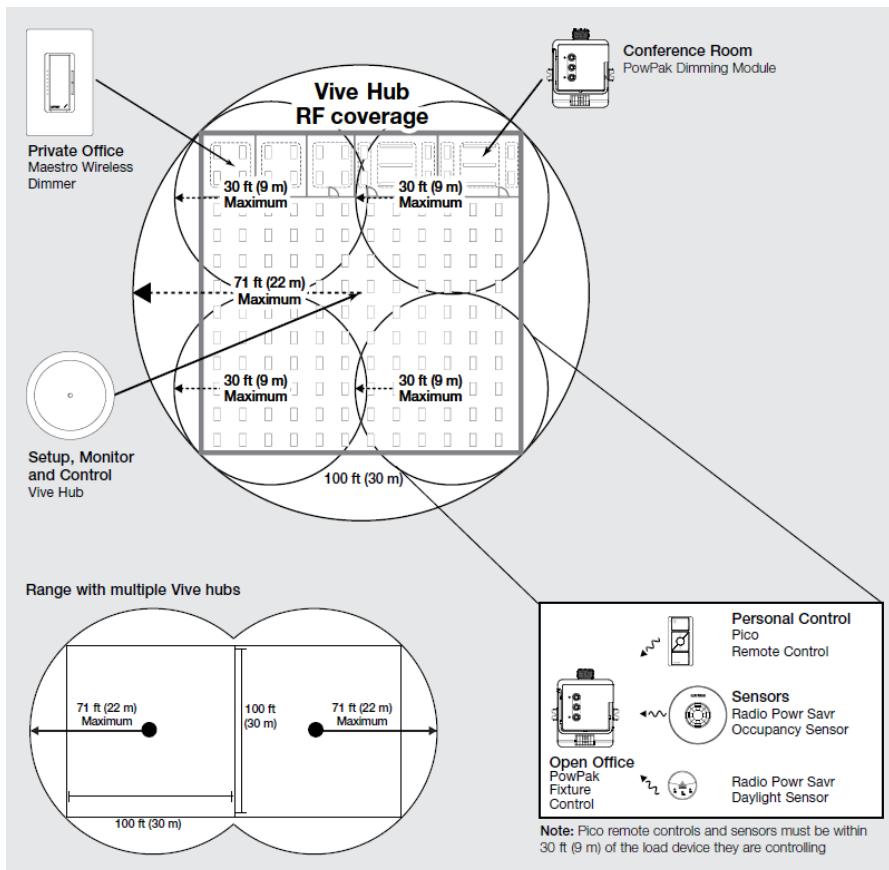 Vive Hub
RF coverage
Conference Room
PowPak Dimming Module
Private Office
Maestro Wireless
Dimmer
30 ft (9 m)
Maximum
30 ft (9 m)
Maximum
71 ft (22 m)
Maximum
30 ft (9 m)
Maximum
30 ft (9 m)
Maximum
Setup, Monitor
and Control
Vive Hub
100 ft (30 m)
Range with multiple Vive hubs
71 ft (22 m)
Maximum
100 ft
(30 m)
71 ft (22 m)
Maximum
100 ft (30 m)
Personal Control
Pico
Remote Control
Sensors
Radio Powr Savr
Occupancy Sensor
Open Office
PowPak
Fixture
Control
Radio Powr Savr
Daylight Sensor
Note: Pico remote controls and sensors must be within
30 ft (9 m) of the load device they are controlling